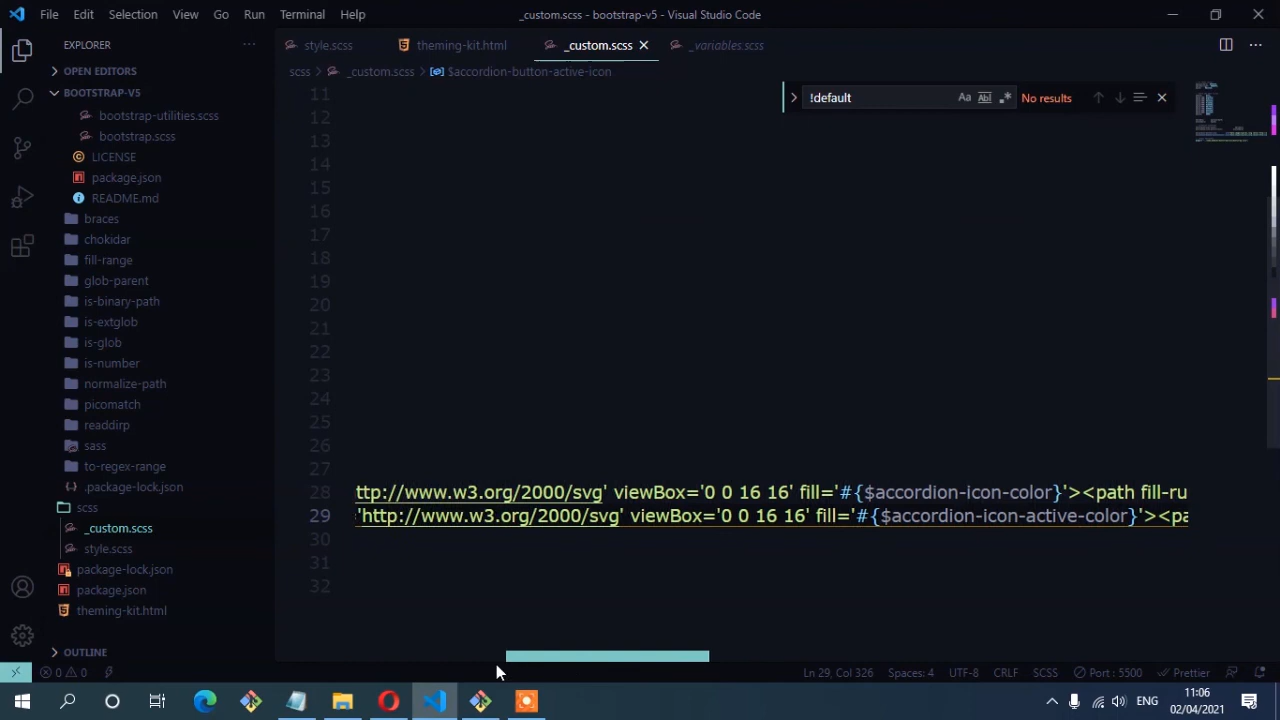 File Edit Selection View Go Run Terminal Help _custom.scss - bootstrap-v5 - Visual Studio Code
EXPLORER
style.scss theming-kit.html _custom.scss _variables.scss
OPEN EDITORS
scss _custom.scss $accordion-button-active-icon
BOOTSTRAP-V5
!default Aa Abl No results
bootstrap-utilities.scss
bootstrap.scss
LICENSE
package.json
README.md
braces
chokidar
fill-range
glob-parent
is-binary-path
is-extglob
is-glob
is-number
normalize-path
picomatch
readdirp
sass
to-regex-range
.package-lock.json
scss
_custom.scss
style.scss
package-lock.json
package.json
theming-kit.html
OUTLINE
11
12
13
14
15
16
17
18
19
20
21
22
23
24
25
26
27
28 ttp://www.w3.org/2000/svg' viewBox='0 0 16 16' fill='#{$accordion-icon-color}'><path fill-ru
29 'http://www.w3.org/2000/svg' viewBox='0 0 16 16' fill='#{$accordion-icon-active-color}'><pa
30
31
32
0 0 Ln 29, Col 326 Spaces: 4 UTF-8 CRLF SCSS Port : 5500 Prettier
ENG 11:06
02/04/2021